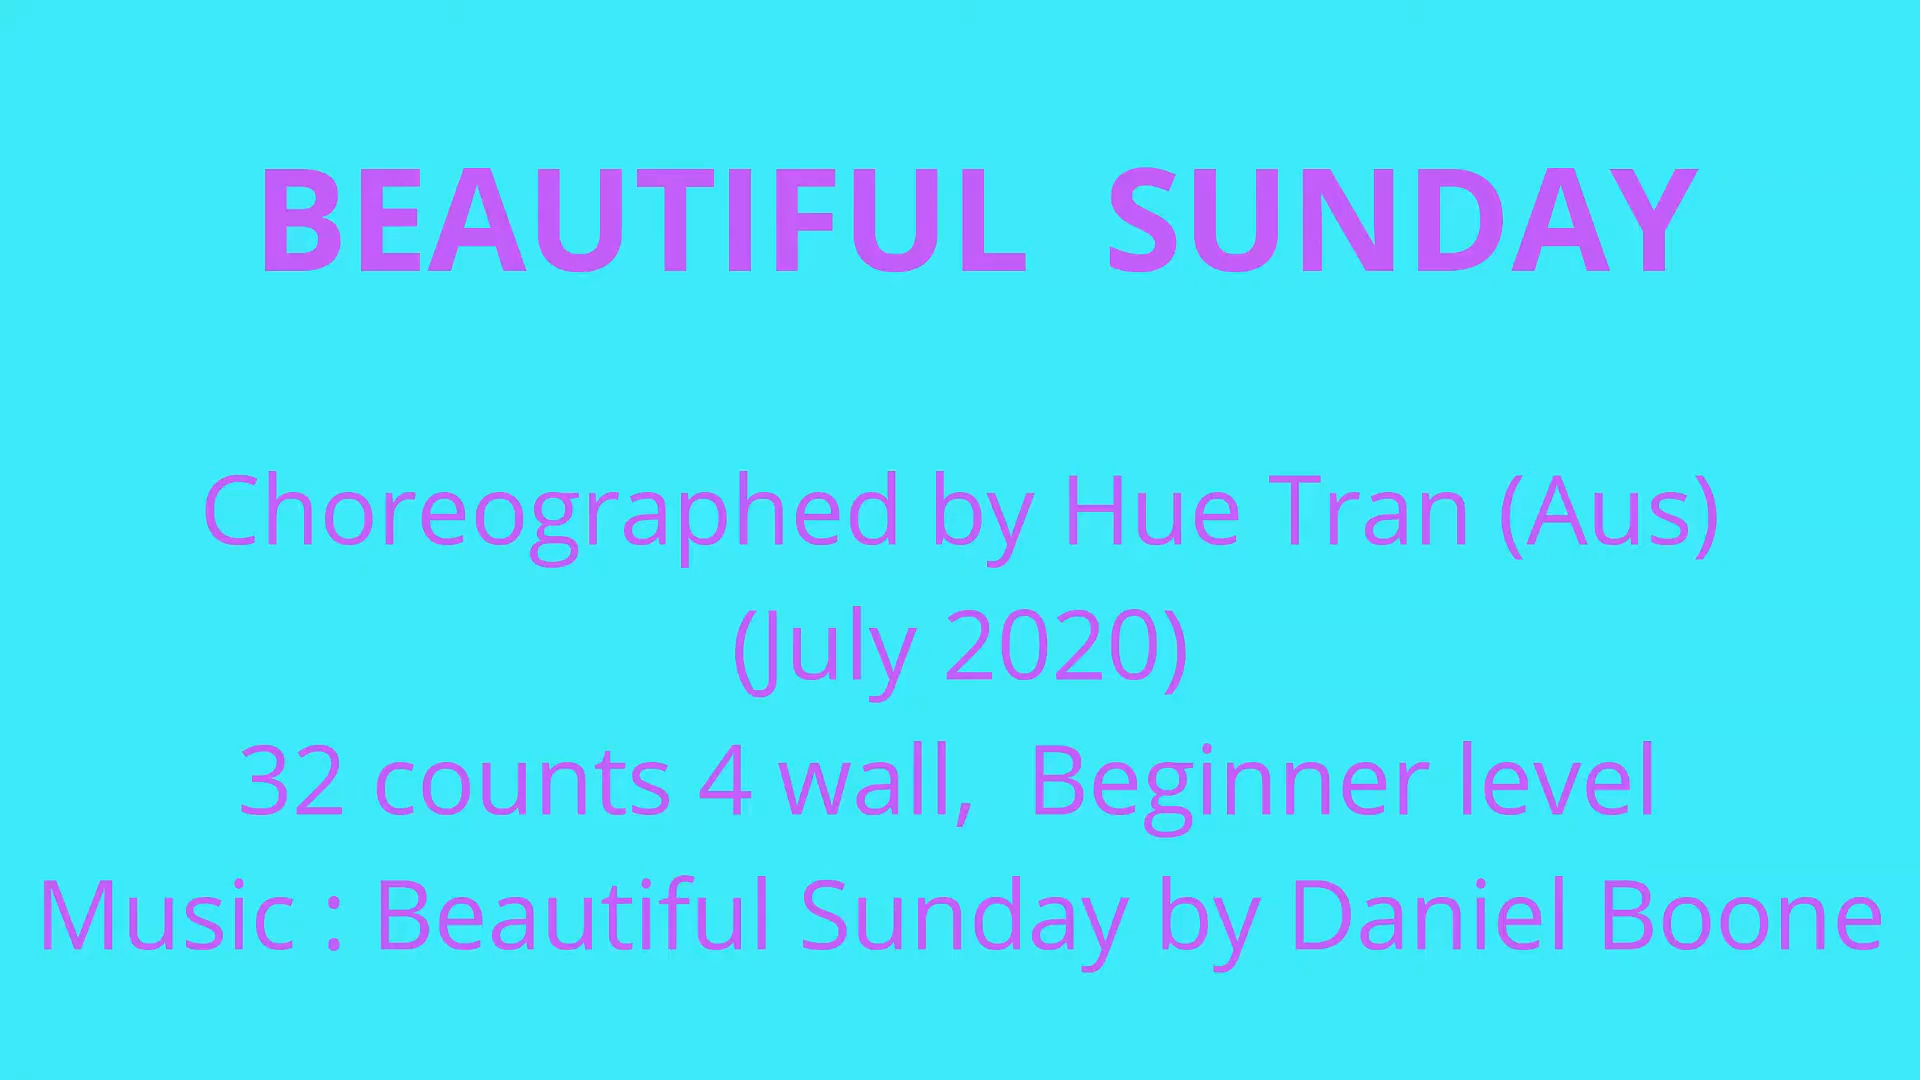 BEAUTIFUL  SUNDAY
Choreographed by Hue Tran (Aus)
(July 2020)
32 counts 4 wall,  Beginner level
Music : Beautiful Sunday by Daniel Boone